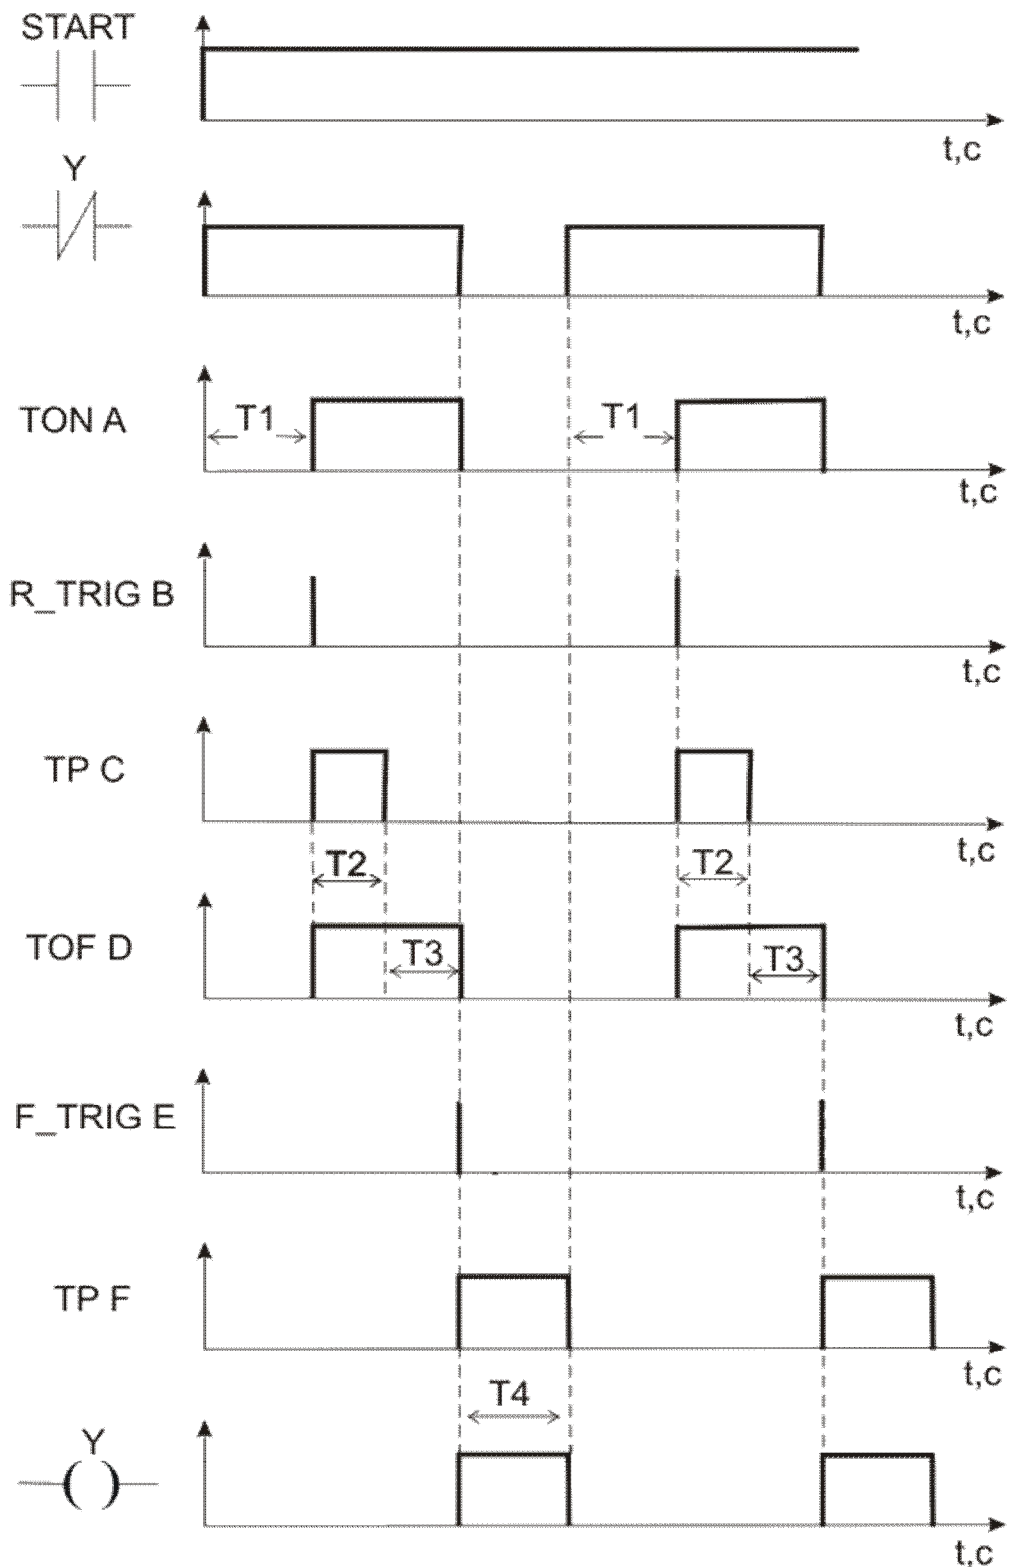 START
t,c
Y
t,c
TON A
T1
T1
t,c
R_TRIG B
t,c
TP C
t,c
T2
T2
TOF D
T3
T3
t,c
F_TRIG E
t,c
TP F
t,c
T4
Y
t,c